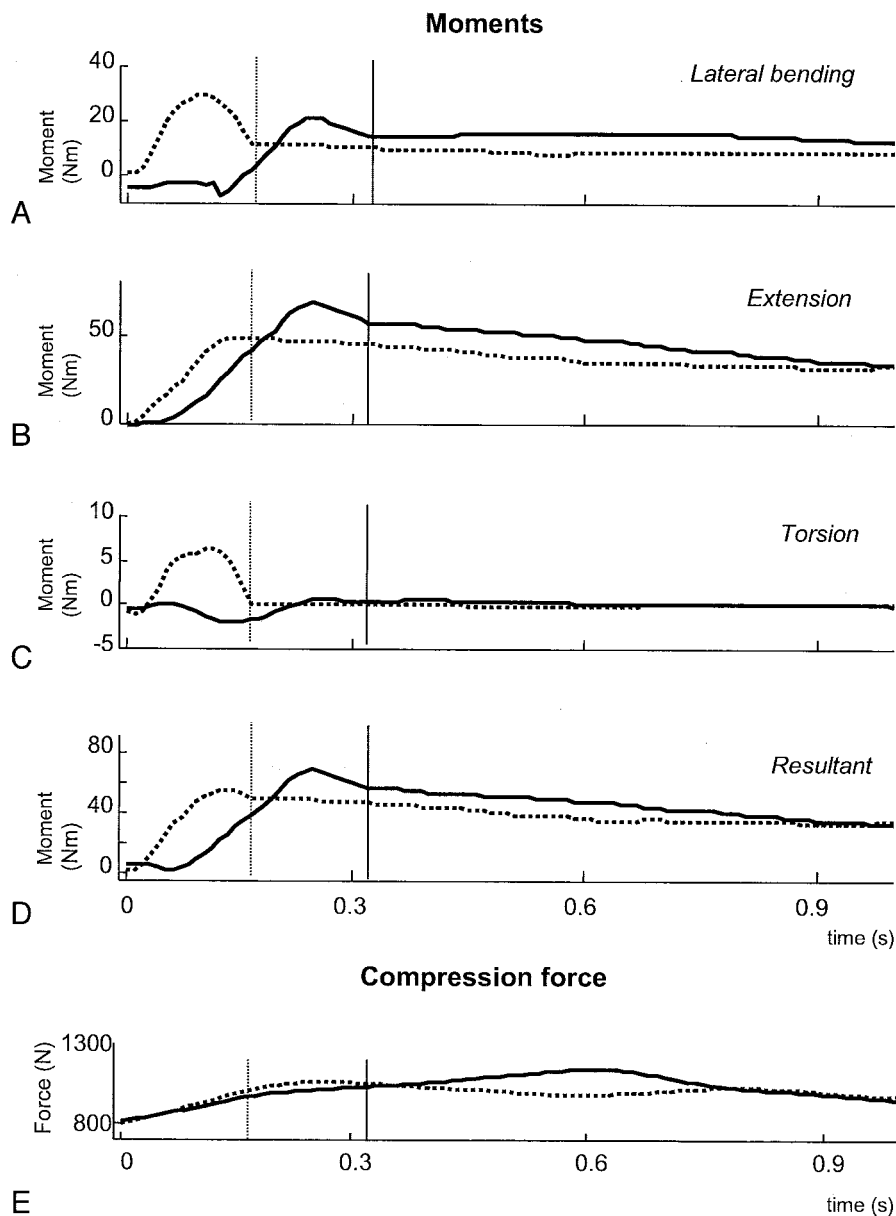 Moments
Lateral bending
Moment
(Nm)
40
20
0
A
Extension
Moment
(Nm)
50
0
B
Torsion
Moment
(Nm)
10
5
0
-5
C
Resultant
Moment
(Nm)
80
40
0
D
0 0.3 0.6 0.9
time (s)
Compression force
Force (N)
1300
800
0 0.3 0.6 0.9
E
time (s)